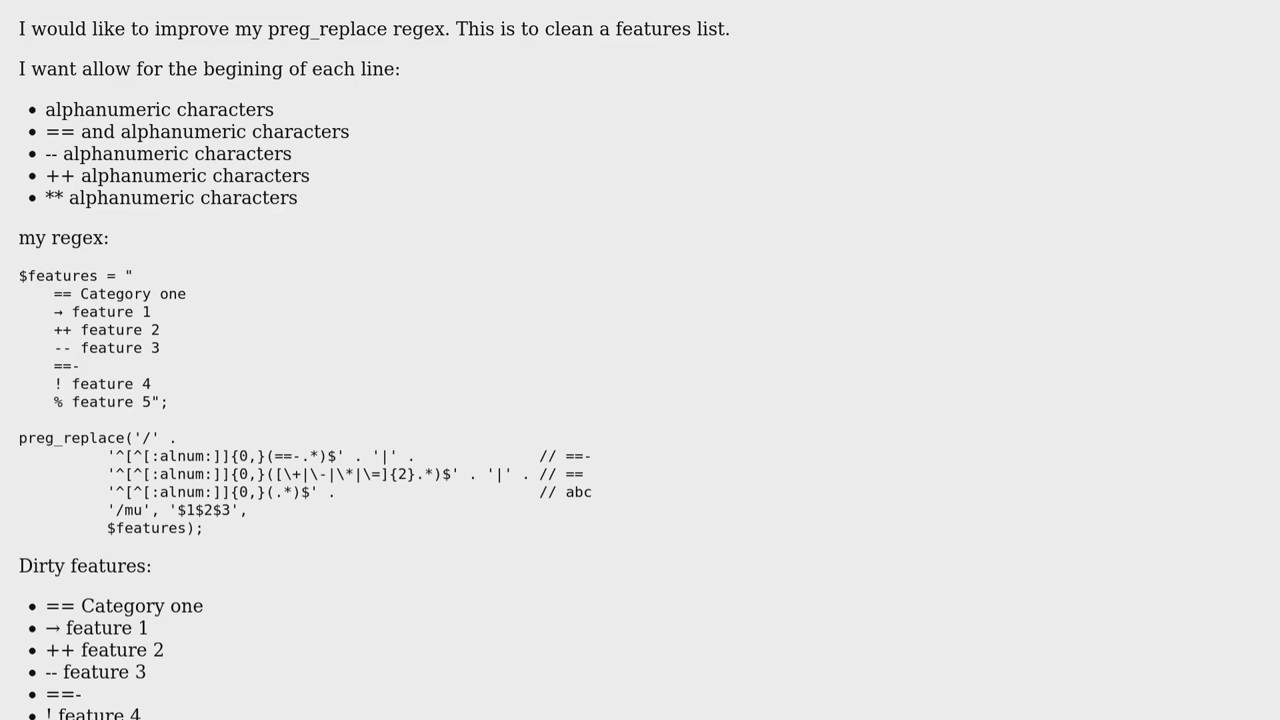 I would like to improve my preg_replace regex. This is to clean a features list.
I want allow for the begining of each line:
• alphanumeric characters
• == and alphanumeric characters
• -- alphanumeric characters
• ++ alphanumeric characters
• ** alphanumeric characters
my regex:
$features = "
    == Category one
    → feature 1
    ++ feature 2
    -- feature 3
    ==-
    ! feature 4
    % feature 5";
preg_replace('/' .
          '^[^[:alnum:]]{0,}(==-.*)$' . '|' .              // ==-
          '^[^[:alnum:]]{0,}([\+|\-|\*|\=]{2}.*)$' . '|' . // ==
          '^[^[:alnum:]]{0,}(.*)$' .                       // abc
          '/mu', '$1$2$3',
          $features);
Dirty features:
• == Category one
• → feature 1
• ++ feature 2
• -- feature 3
• ==-
• ! feature 4